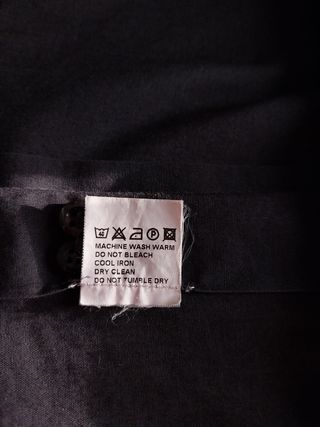 MACHINE WASH WARM
DO NOT BLEACH
COOL IRON
DRY CLEAN
DO NOT TUMBLE DRY